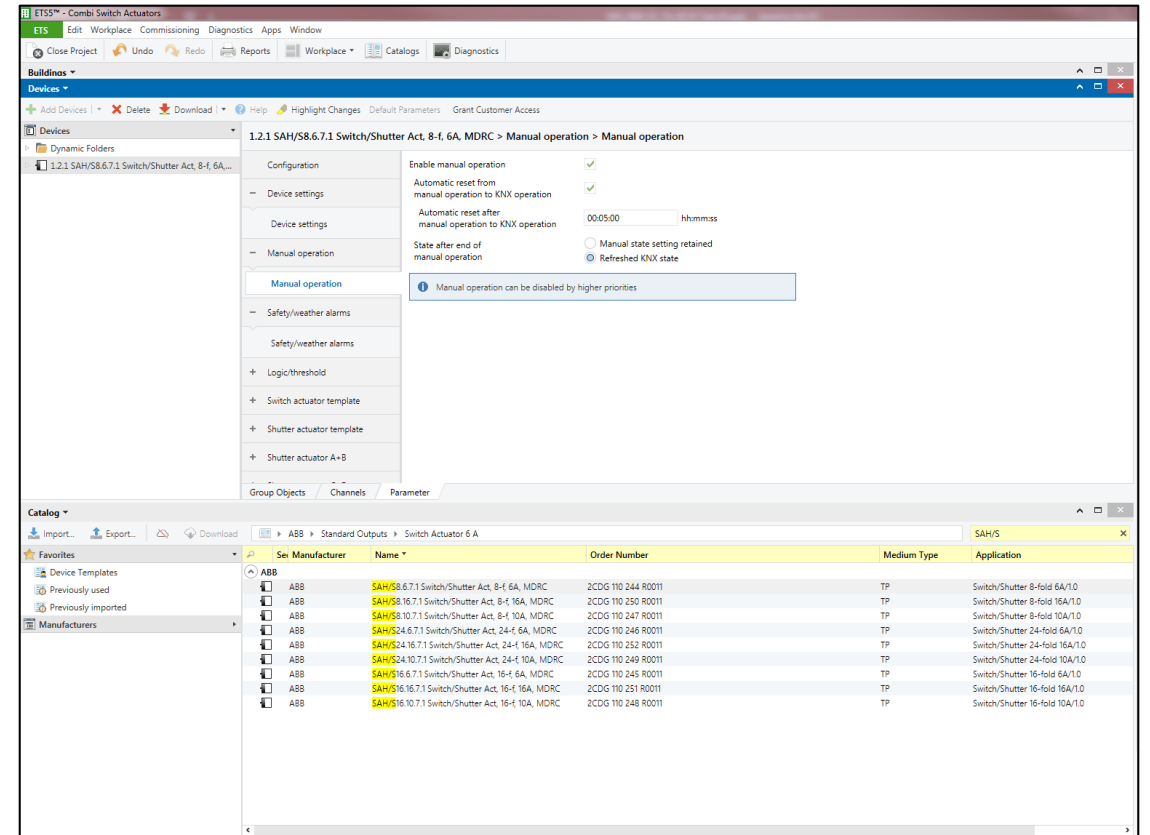 ETS5™ - Combi Switch Actuators
ETS Edit Workplace Commissioning Diagnostics Apps Window
Close Project Undo Redo Reports Workplace Catalogs Diagnostics
Buildings
Devices
Add Devices Delete Download Help Highlight Changes Default Parameters Grant Customer Access
Devices
Dynamic Folders
1.2.1 SAH/S8.6.7.1 Switch/Shutter Act, 8-f, 6A,...
1.2.1 SAH/S8.6.7.1 Switch/Shutter Act, 8-f, 6A, MDRC > Manual operation > Manual operation
Configuration
Device settings
Device settings
Manual operation
Manual operation
Safety/weather alarms
Safety/weather alarms
+ Logic/threshold
+ Switch actuator template
+ Shutter actuator template
+ Shutter actuator A+B
Enable manual operation
Automatic reset from
manual operation to KNX operation
Automatic reset after
manual operation to KNX operation
00:05:00 hh:mm:ss
State after end of
manual operation
Manual state setting retained
Refreshed KNX state
Manual operation can be disabled by higher priorities
Group Objects Channels Parameter
Catalog
Import... Export... Download ABB Standard Outputs Switch Actuator 6 A SAH/S
Favorites
Device Templates
Previously used
Previously imported
Manufacturers
Se Manufacturer Name Order Number Medium Type Application
ABB
ABB SAH/S8.6.7.1 Switch/Shutter Act, 8-f, 6A, MDRC 2CDG 110 244 R0011 TP Switch/Shutter 8-fold 6A/1.0
ABB SAH/S8.16.7.1 Switch/Shutter Act, 8-f, 16A, MDRC 2CDG 110 250 R0011 TP Switch/Shutter 8-fold 16A/1.0
ABB SAH/S8.10.7.1 Switch/Shutter Act, 8-f, 10A, MDRC 2CDG 110 247 R0011 TP Switch/Shutter 8-fold 10A/1.0
ABB SAH/S24.6.7.1 Switch/Shutter Act, 24-f, 6A, MDRC 2CDG 110 246 R0011 TP Switch/Shutter 24-fold 6A/1.0
ABB SAH/S24.16.7.1 Switch/Shutter Act, 24-f, 16A, MDRC 2CDG 110 252 R0011 TP Switch/Shutter 24-fold 16A/1.0
ABB SAH/S24.10.7.1 Switch/Shutter Act, 24-f, 10A, MDRC 2CDG 110 249 R0011 TP Switch/Shutter 24-fold 10A/1.0
ABB SAH/S16.6.7.1 Switch/Shutter Act, 16-f, 6A, MDRC 2CDG 110 245 R0011 TP Switch/Shutter 16-fold 6A/1.0
ABB SAH/S16.16.7.1 Switch/Shutter Act, 16-f, 16A, MDRC 2CDG 110 251 R0011 TP Switch/Shutter 16-fold 16A/1.0
ABB SAH/S16.10.7.1 Switch/Shutter Act, 16-f, 10A, MDRC 2CDG 110 248 R0011 TP Switch/Shutter 16-fold 10A/1.0